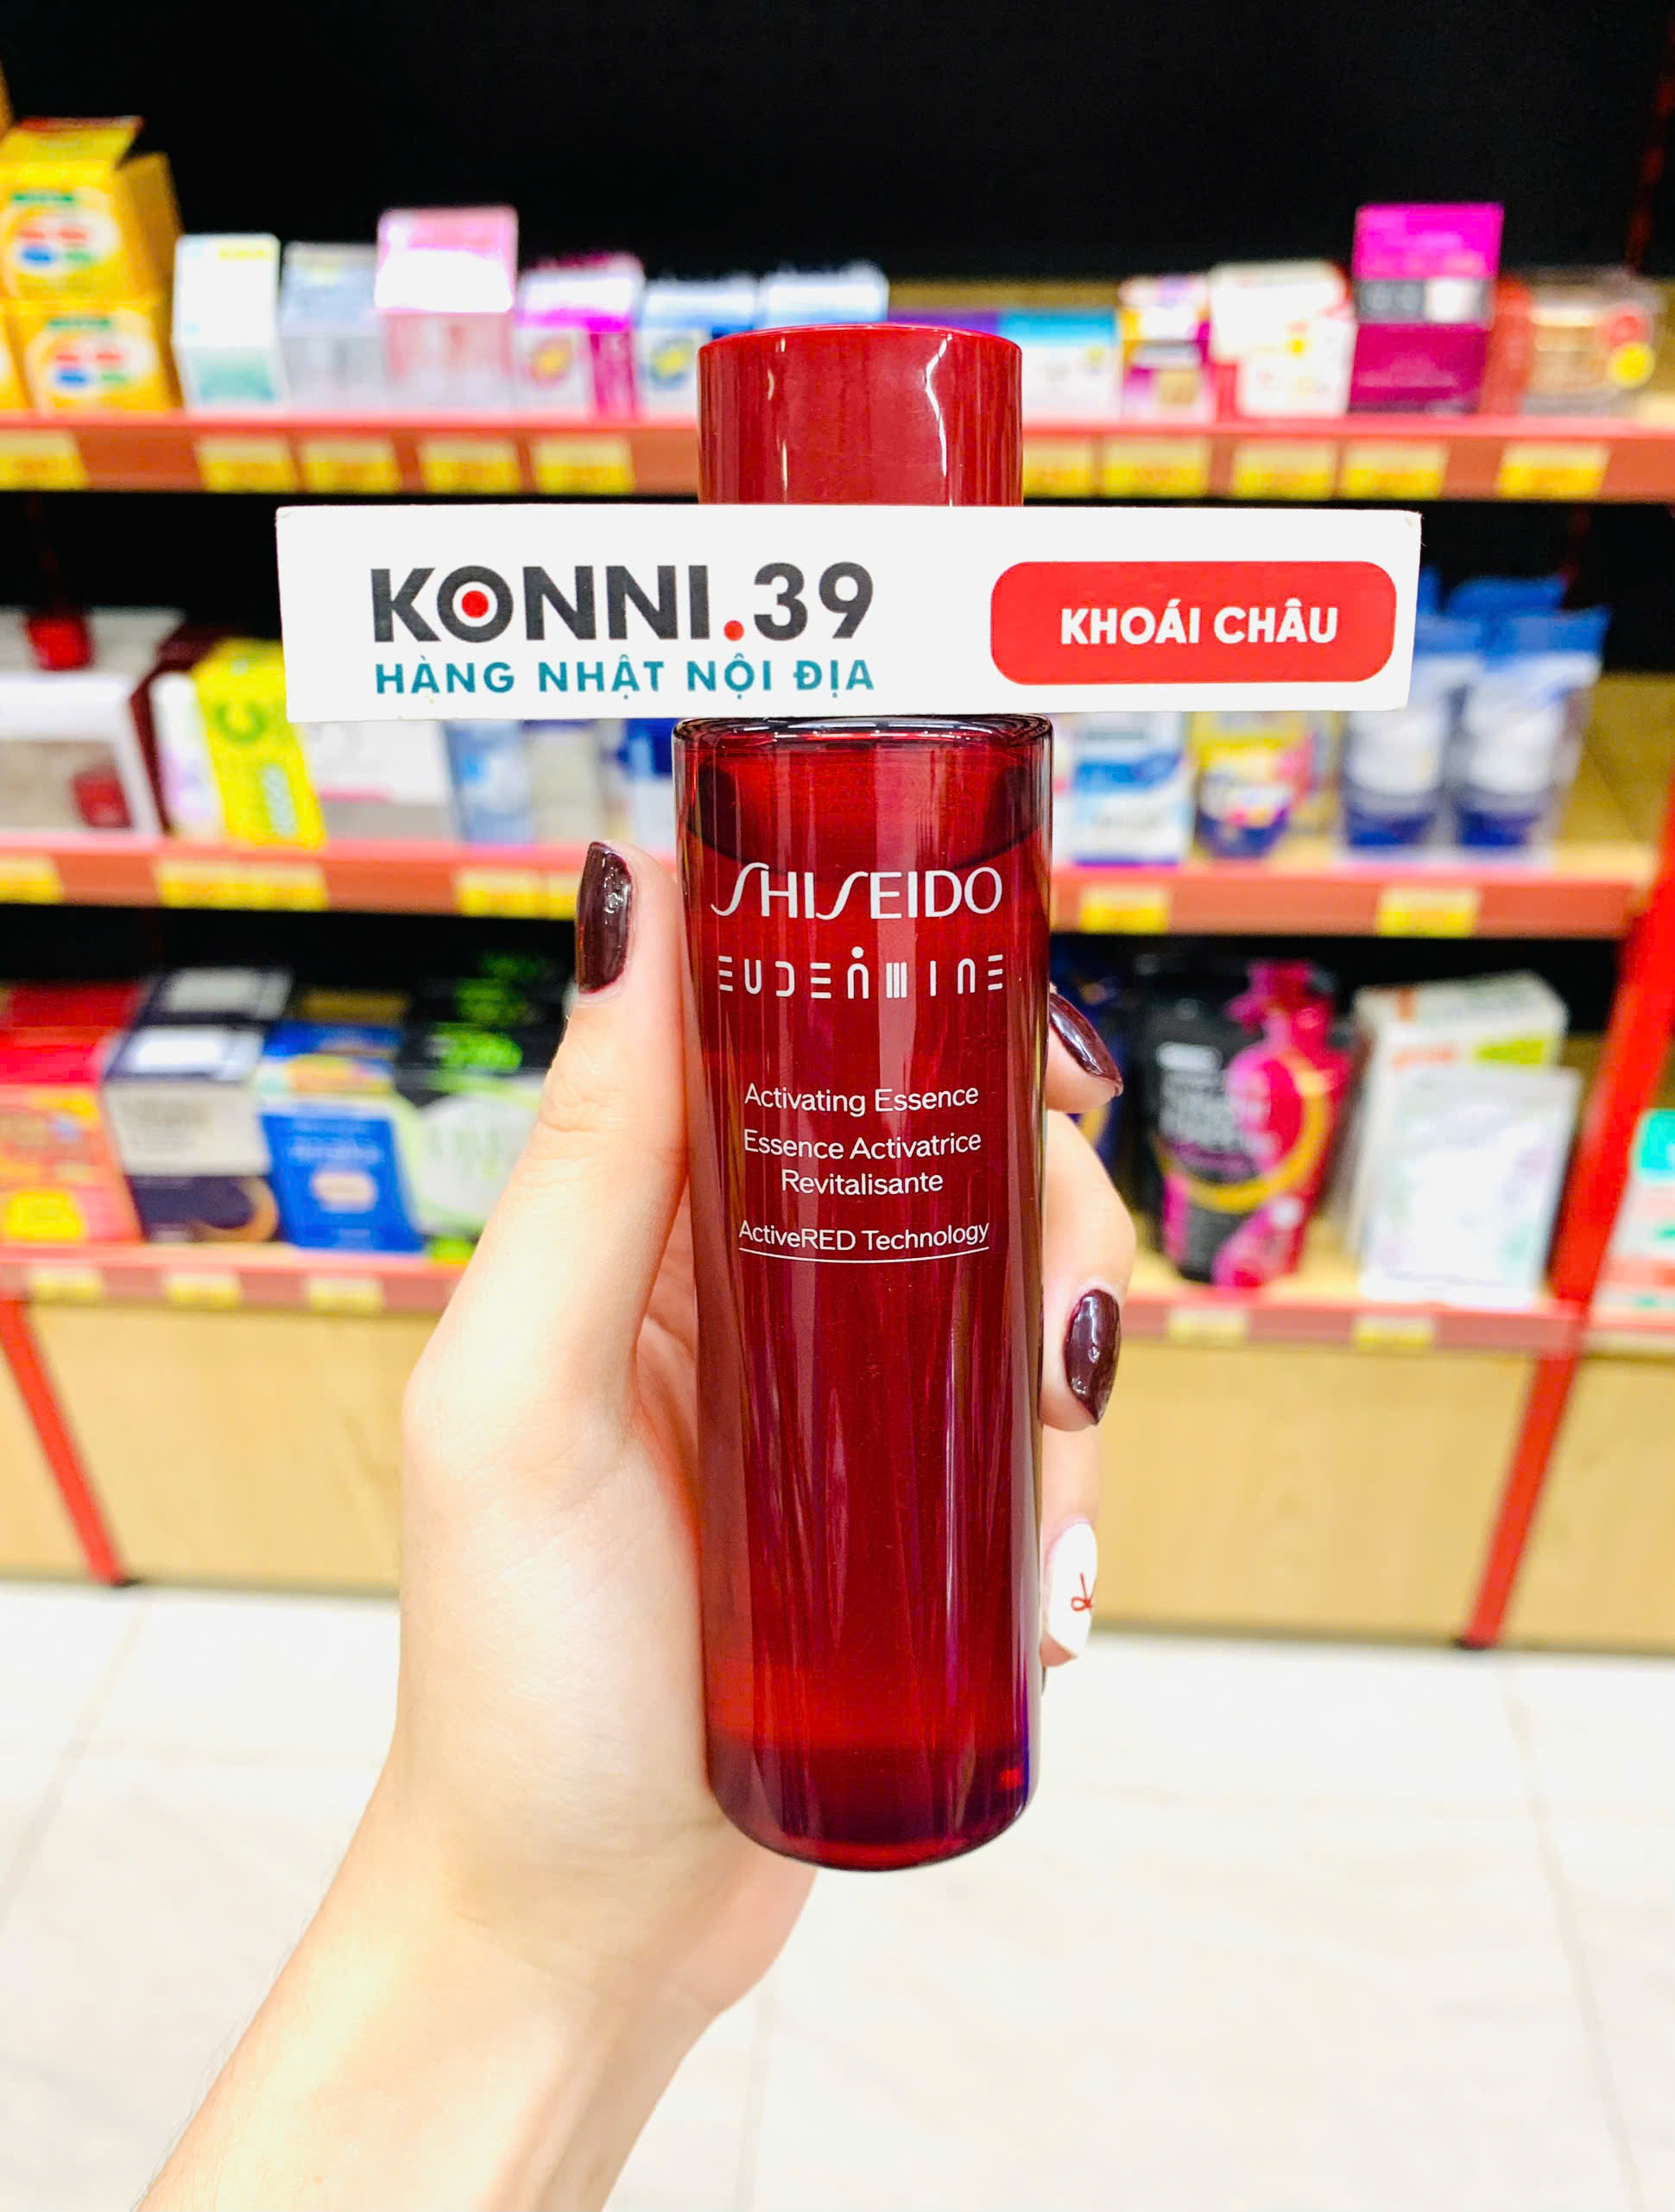 KONNI.39
HÀNG NHẬT NỘI ĐỊA
KHOÁI CHÂU
SHISEIDO
EUDERMINE
Activating Essence
Essence Activatrice
Revitalisante
ActiveRED Technology